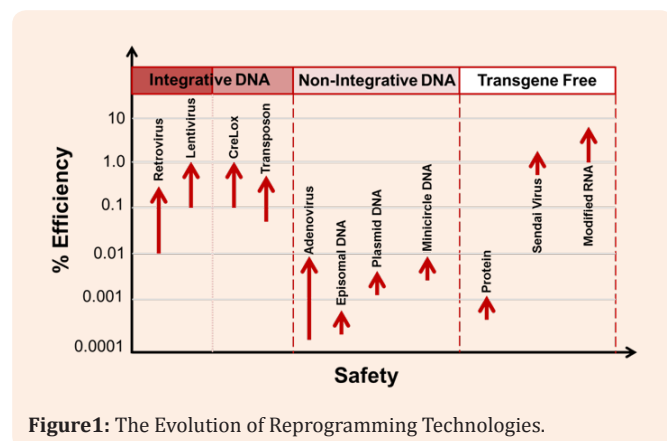 Integrative DNA Non-Integrative DNA Transgene Free
% Efficiency
10
1.0
0.1
0.01
0.001
0.0001
Retrovirus
Lentivirus
CreLox
Transposon
Adenovirus
Episomal DNA
Plasmid DNA
Minicircle DNA
Protein
Sendai Virus
Modified RNA
Safety
Figure1: The Evolution of Reprogramming Technologies.